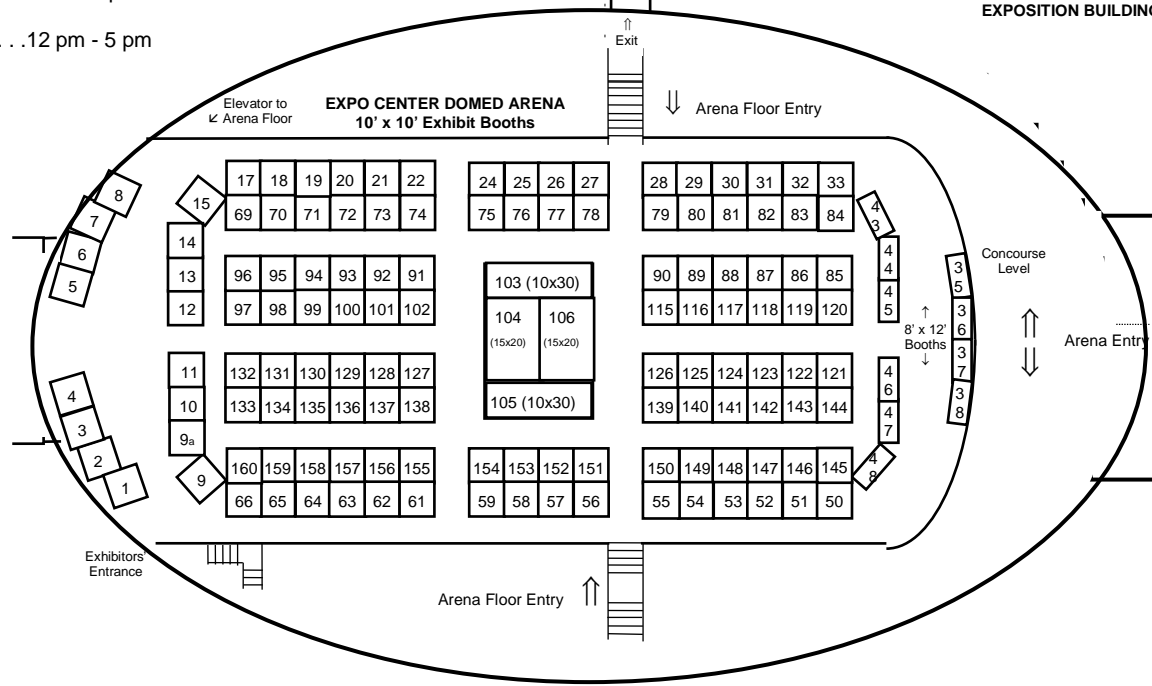 EXPOSITION BUILDING
. . .12 pm - 5 pm
⇑
Exit
Elevator to
↙ Arena Floor
EXPO CENTER DOMED ARENA
10' x 10' Exhibit Booths
⇓ Arena Floor Entry
17 18 19 20 21 22 24 25 26 27 28 29 30 31 32 33
69 70 71 72 73 74 75 76 77 78 79 80 81 82 83 84
8
7
6
5
15
14
13
12
43
44
45
96 95 94 93 92 91 90 89 88 87 86 85
97 98 99 100 101 102 115 116 117 118 119 120
103 (10x30)
104 106
(15x20) (15x20)
105 (10x30)
35
36
37
38
Concourse
Level
↑
8' x 12'
Booths
↓
⇑
⇓
Arena Entry
4
3
2
1
11
10
9a
9
132 131 130 129 128 127 126 125 124 123 122 121
133 134 135 136 137 138 139 140 141 142 143 144
46
47
48
160 159 158 157 156 155 154 153 152 151 150 149 148 147 146 145
66 65 64 63 62 61 59 58 57 56 55 54 53 52 51 50
Exhibitors'
Entrance
Arena Floor Entry ⇑